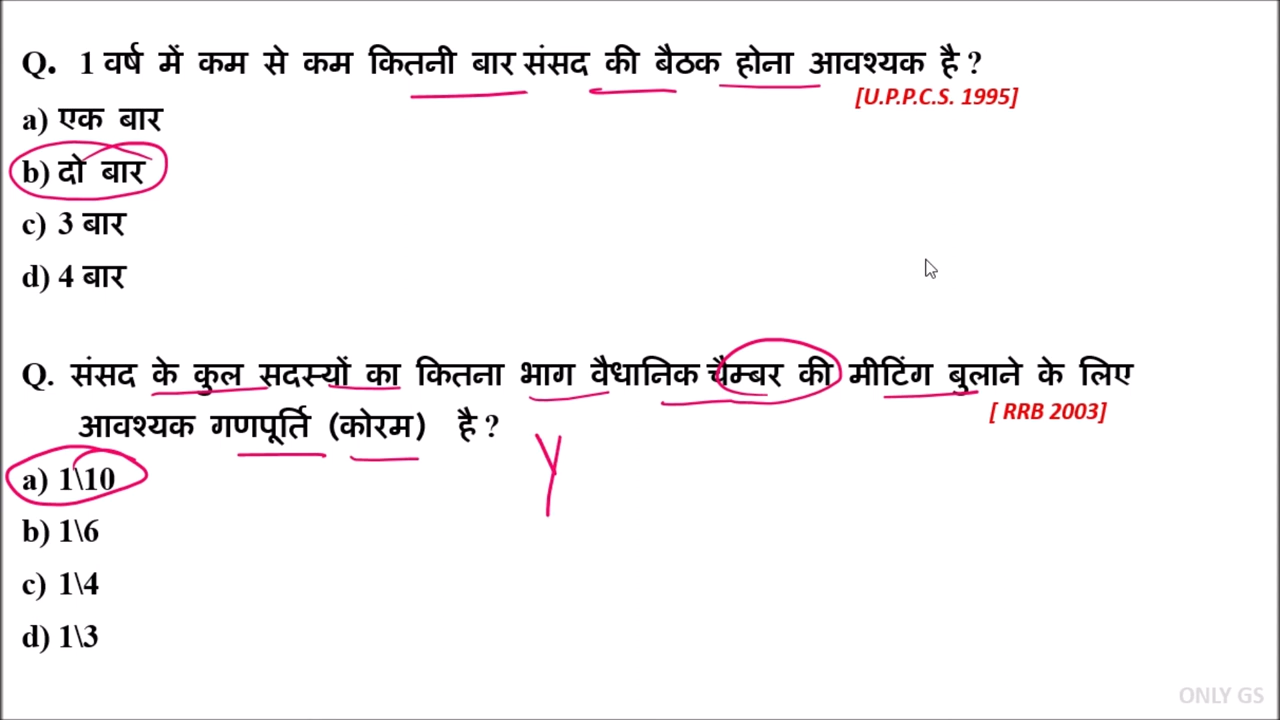 Q. 1 वर्ष में कम से कम कितनी बार संसद की बैठक होना आवश्यक है ?
[U.P.P.C.S. 1995]
a) एक बार
b) दो बार
c) 3 बार
d) 4 बार
Q. संसद के कुल सदस्यों का कितना भाग वैधानिक चैम्बर की मीटिंग बुलाने के लिए
[ RRB 2003]
आवश्यक गणपूर्ति (कोरम) है ?
a) 1\10
b) 1\6
c) 1\4
d) 1\3
ONLY GS